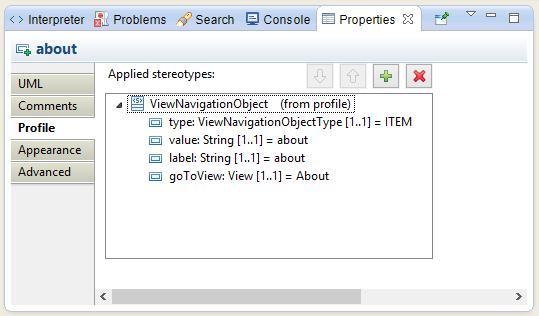 Interpreter Problems Search Console Properties
about
Applied stereotypes:
UML
Comments
Profile
Appearance
Advanced
ViewNavigationObject (from profile)
type: ViewNavigationObjectType [1..1] = ITEM
value: String [1..1] = about
label: String [1..1] = about
goToView: View [1..1] = About